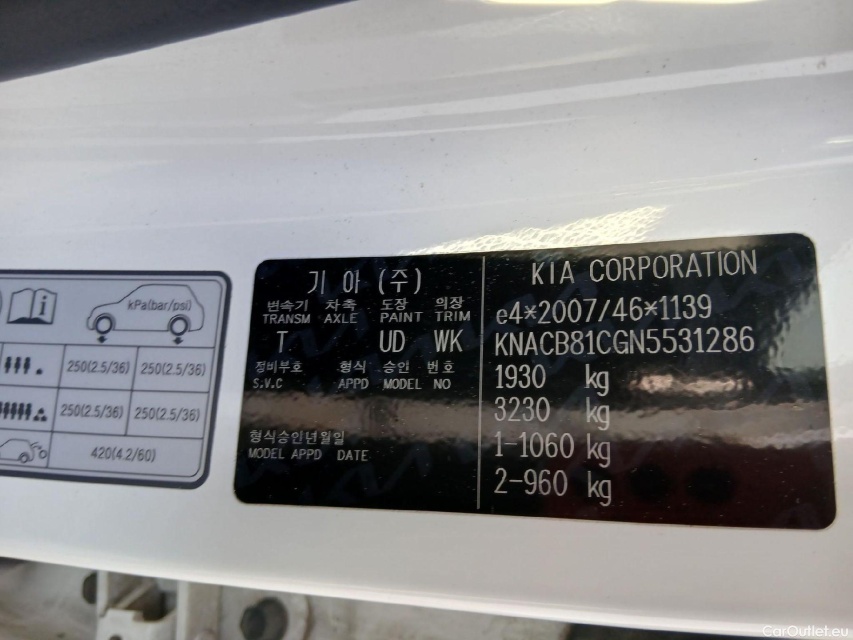 kPa(bar/psi)
250(2.5/36) 250(2.5/36)
250(2.5/36) 250(2.5/36)
420(4.2/60)
기아(주)
변속기 차축 도장 의장
TRANSM AXLE PAINT TRIM
T UD WK
정비부호 형식 승인 번호
S.V.C APPD MODEL NO
형식승인년월일
MODEL APPD DATE
KIA CORPORATION
e4*2007/46*1139
KNACB81CGN5531286
1930 kg
3230 kg
1-1060 kg
2-960 kg
CarOutlet.eu